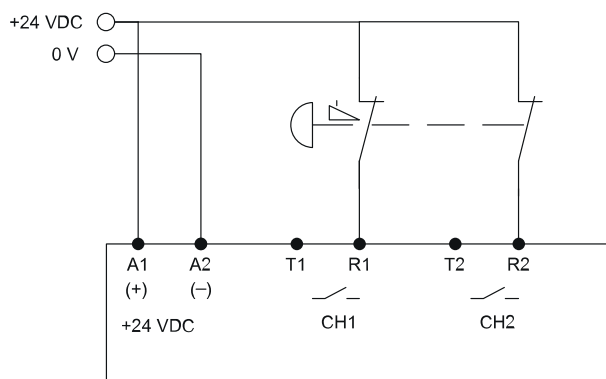 +24 VDC
0 V
A1 A2 T1 R1 T2 R2
(+) (–)
+24 VDC CH1 CH2